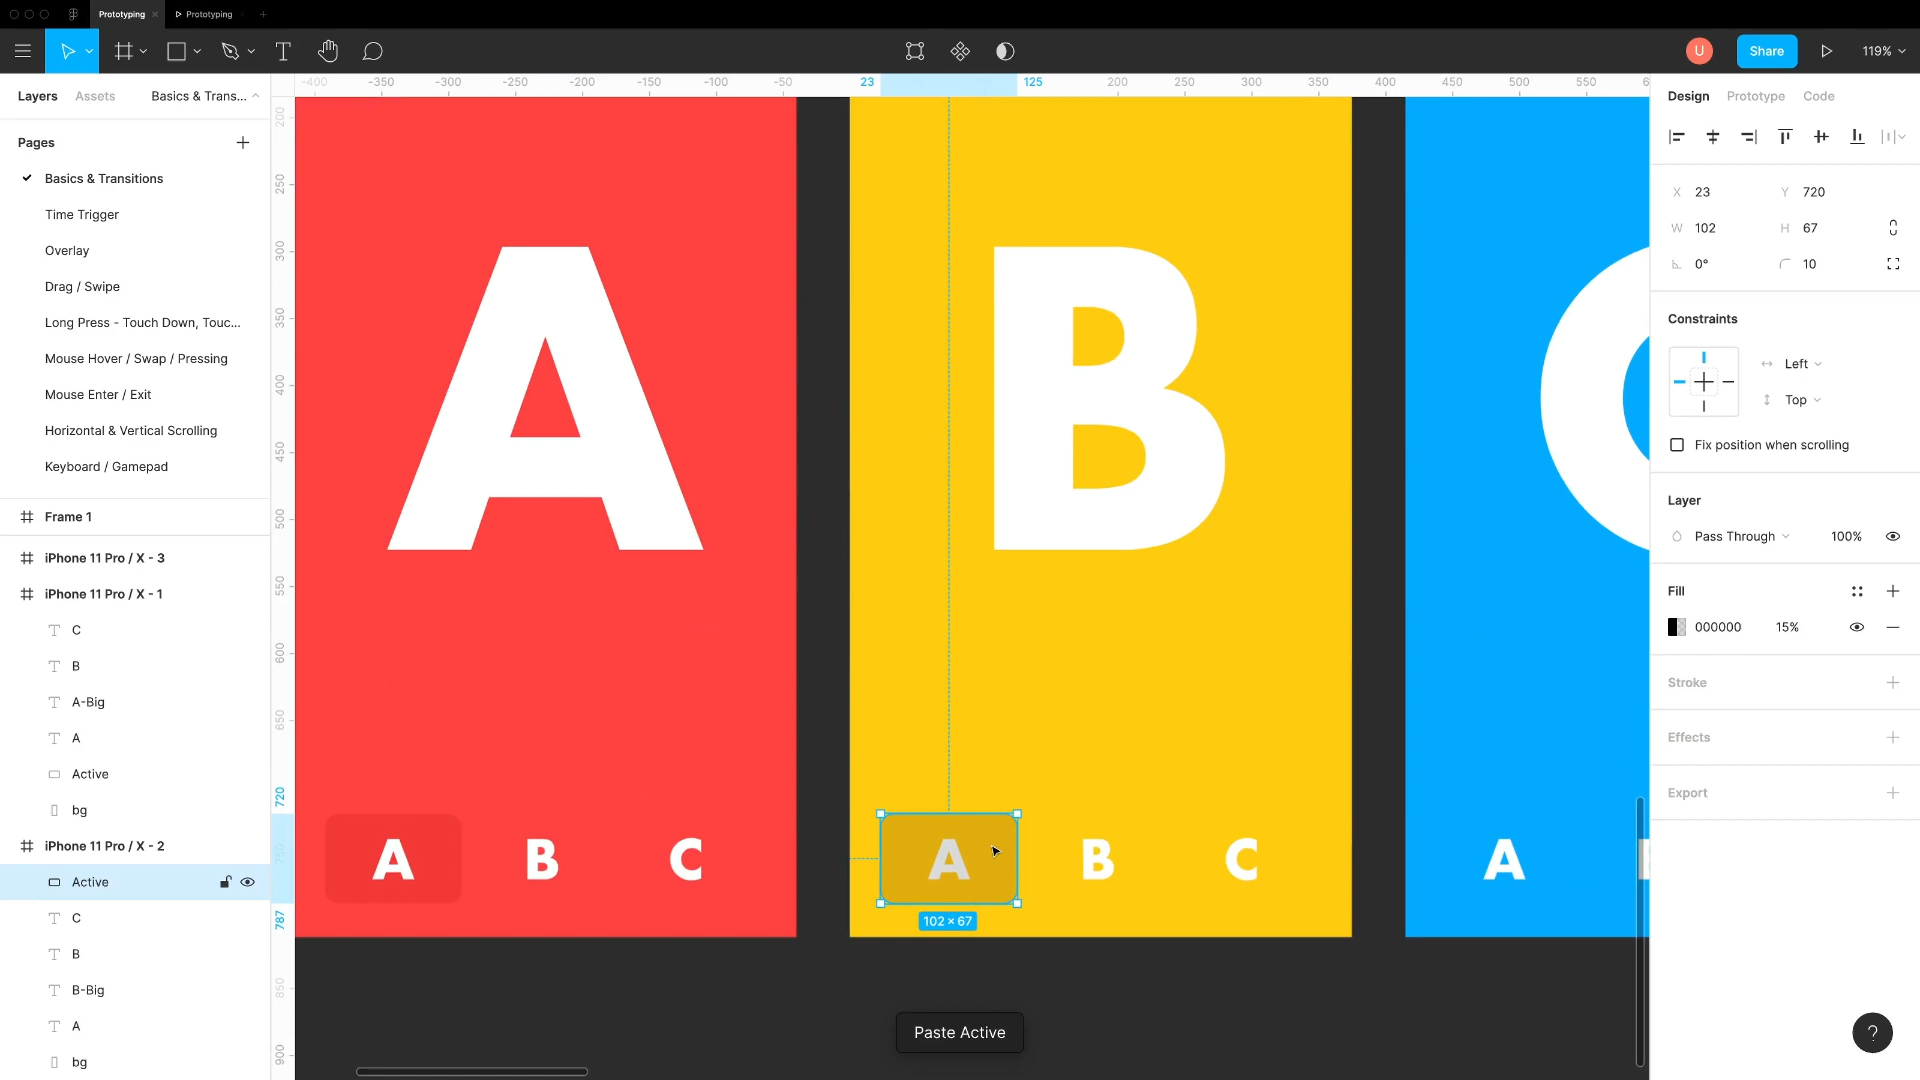 Prototyping
Prototyping
Share
U
119%
Layers
Assets
Basics & Trans...
Pages
Basics & Transitions
Time Trigger
Overlay
Drag / Swipe
Long Press - Touch Down, Touc...
Mouse Hover / Swap / Pressing
Mouse Enter / Exit
Horizontal & Vertical Scrolling
Keyboard / Gamepad
Frame 1
iPhone 11 Pro / X - 3
iPhone 11 Pro / X - 1
C
B
A-Big
A
Active
bg
iPhone 11 Pro / X - 2
Active
C
B
B-Big
A
bg
-400 -350 -300 -250 -200 -150 -100 -50 23 125 200 250 300 350 400 450 500 550
200
250
300
350
400
450
500
550
600
650
720
750
787
850
900
A
B
A B C
A B C
A
102 × 67
Paste Active
Design
Prototype
Code
X 23
Y 720
W 102
H 67
0°
10
Constraints
Left
Top
Fix position when scrolling
Layer
Pass Through
100%
Fill
000000
15%
Stroke
Effects
Export
?